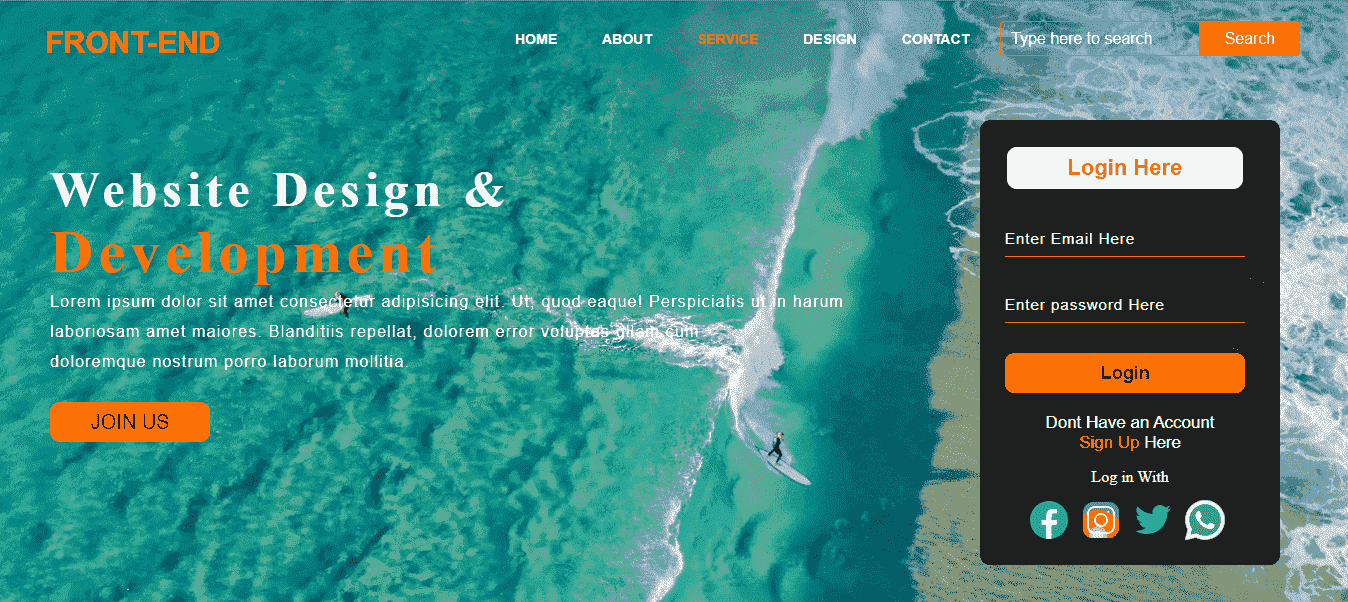 FRONT-END
HOME ABOUT SERVICE DESIGN CONTACT Type here to search Search
Website Design &
Development
Lorem ipsum dolor sit amet consectetur adipisicing elit. Ut, quod eaque! Perspiciatis ut in harum
laboriosam amet maiores. Blanditiis repellat, dolorem error voluptas ullam cum
doloremque nostrum porro laborum mollitia.
JOIN US
Login Here
Enter Email Here
Enter password Here
Login
Dont Have an Account
Sign Up Here
Log in With